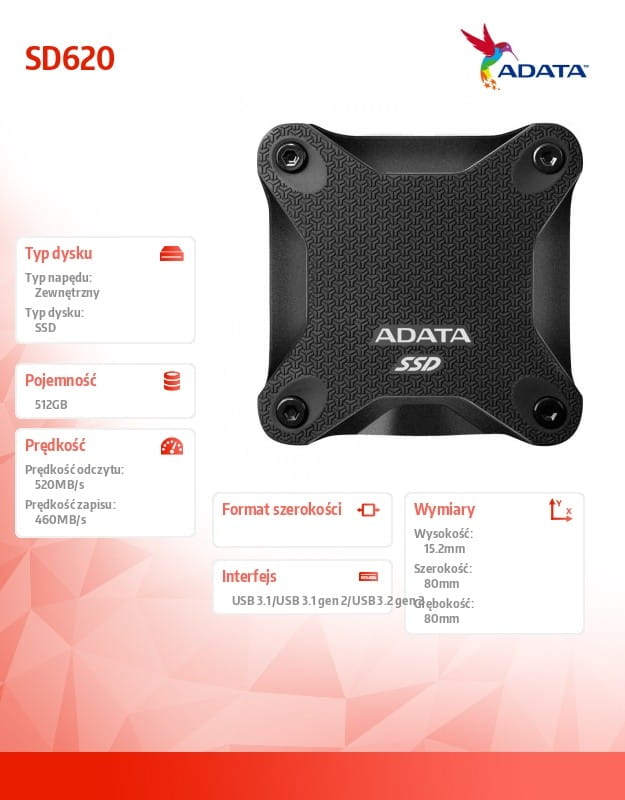 SD620
ADATA
ADATA
SSD
Typ dysku
Typ napędu:
Zewnętrzny
Typ dysku:
SSD
Pojemność
512GB
Prędkość
Prędkość odczytu:
520MB/s
Prędkość zapisu:
460MB/s
Format szerokości
Interfejs
USB 3.1/USB 3.1 gen 2/USB 3.2 gen 2
Wymiary
Y
X
Wysokość:
15.2mm
Szerokość:
80mm
Głębokość:
80mm